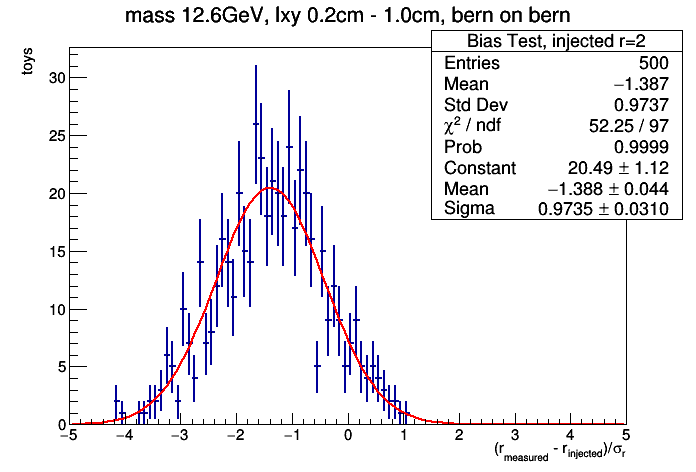 mass 12.6GeV, lxy 0.2cm - 1.0cm, bern on bern
toys
Bias Test, injected r=2
Entries 500
Mean −1.387
Std Dev 0.9737
χ² / ndf 52.25 / 97
Prob 0.9999
Constant 20.49 ± 1.12
Mean −1.388 ± 0.044
Sigma 0.9735 ± 0.0310
30
25
20
15
10
5
0
−5 −4 −3 −2 −1 0 1 2 3 4 5
(r_measured - r_injected)/σ_r